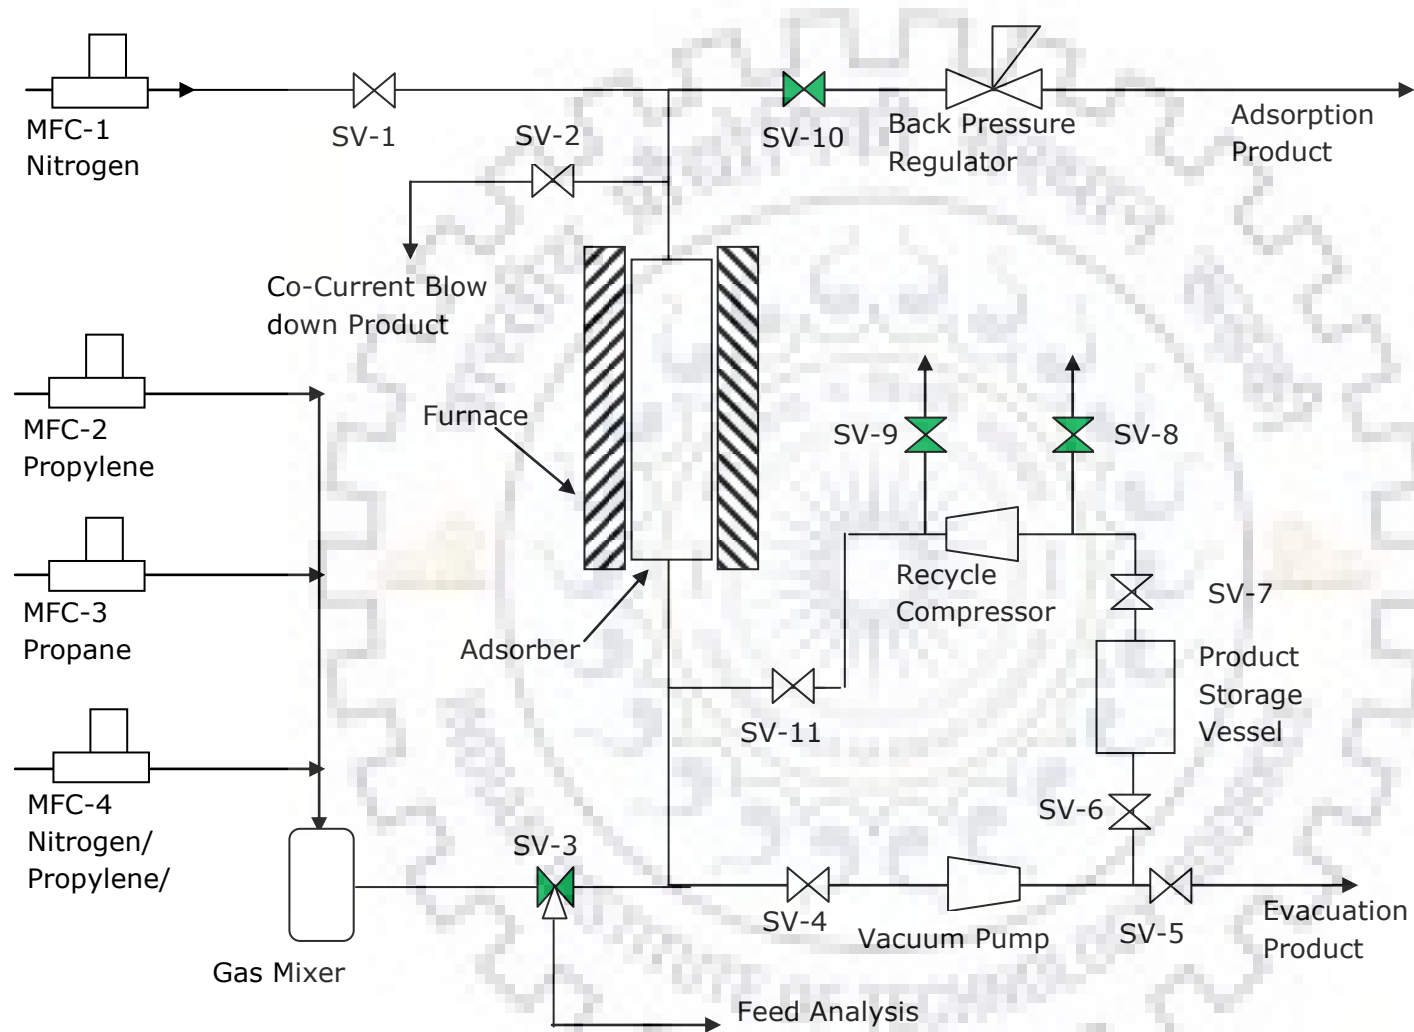 MFC-1
Nitrogen
SV-1
SV-2
SV-10
Back Pressure
Regulator
Adsorption
Product
Co-Current Blow
down Product
MFC-2
Propylene
Furnace
SV-9
SV-8
MFC-3
Propane
Adsorber
Recycle
Compressor
SV-7
Product
Storage
Vessel
SV-11
MFC-4
Nitrogen/
Propylene/
SV-6
SV-3
SV-4
Vacuum Pump
SV-5
Evacuation
Product
Gas Mixer
Feed Analysis